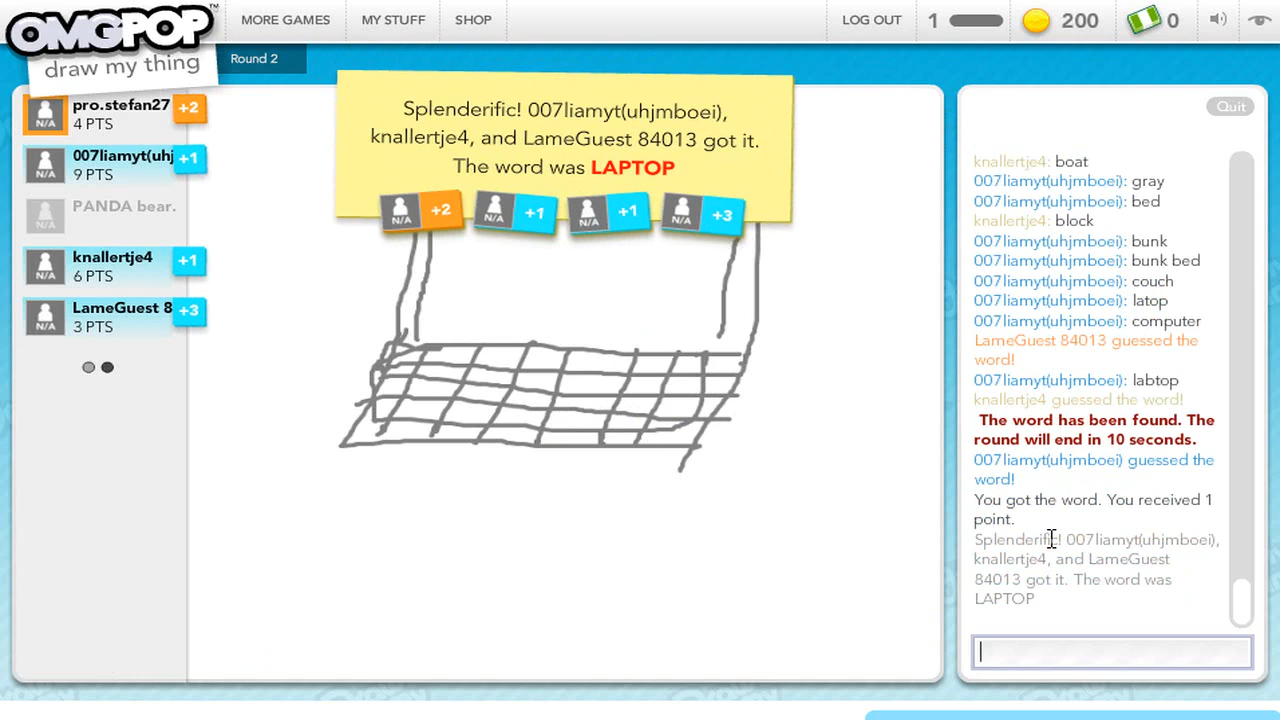 OMGPOP™
MORE GAMES
MY STUFF
SHOP
LOG OUT
1
200
0
draw my thing
Round 2
pro.stefan27
4 PTS
+2
007liamyt(uhj
9 PTS
+1
PANDA bear.
N/A
knallertje4
6 PTS
+1
LameGuest 8
3 PTS
+3
N/A
N/A
N/A
N/A
Splenderific! 007liamyt(uhjmboei),
knallertje4, and LameGuest 84013 got it.
The word was LAPTOP
N/A +2
N/A +1
N/A +1
N/A +3
Quit
knallertje4: boat
007liamyt(uhjmboei): gray
007liamyt(uhjmboei): bed
knallertje4: block
007liamyt(uhjmboei): bunk
007liamyt(uhjmboei): bunk bed
007liamyt(uhjmboei): couch
007liamyt(uhjmboei): latop
007liamyt(uhjmboei): computer
LameGuest 84013 guessed the
word!
007liamyt(uhjmboei): labtop
knallertje4 guessed the word!
The word has been found. The
round will end in 10 seconds.
007liamyt(uhjmboei) guessed the
word!
You got the word. You received 1
point.
Splenderific! 007liamyt(uhjmboei),
knallertje4, and LameGuest
84013 got it. The word was
LAPTOP